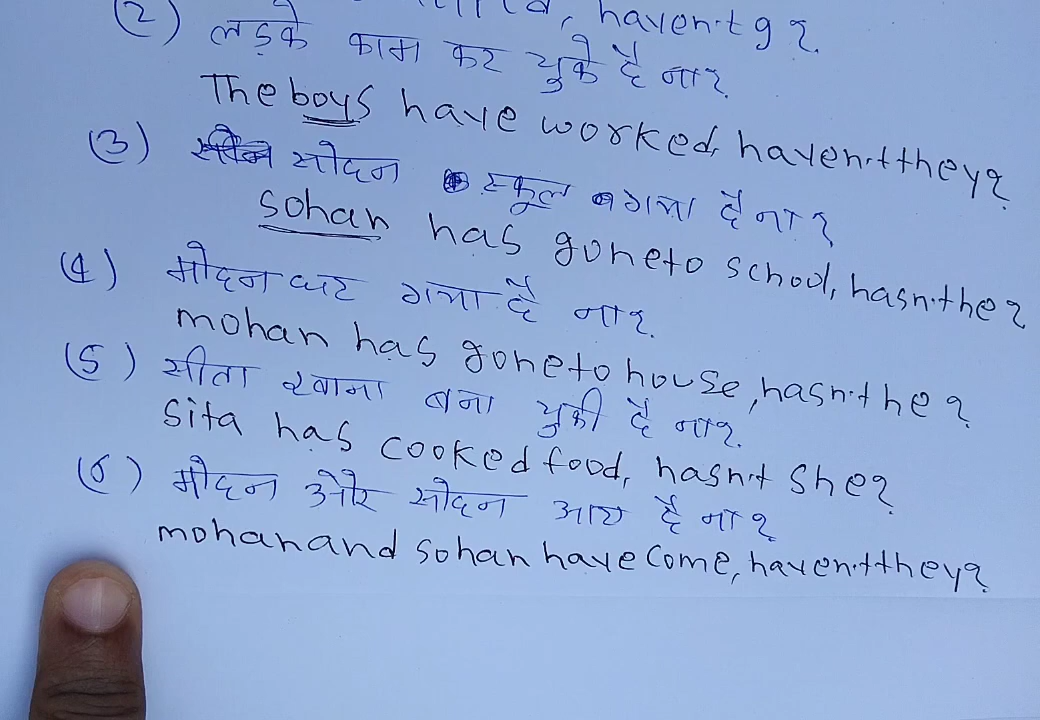 haven't I?
(2) लड़के काम कर चुके है ना?
The boys have worked, haven't they?
(3) सोहन स्कूल गया है ना?
sohan has gone to school, hasn't he?
(4) मोहन घर गया है ना?
mohan has gone to house, hasn't he?
(5) सीता खाना बना चुकी है ना?
Sita has cooked food, hasn't she?
(6) मोहन और सोहन आए है ना?
mohan and sohan have come, haven't they?